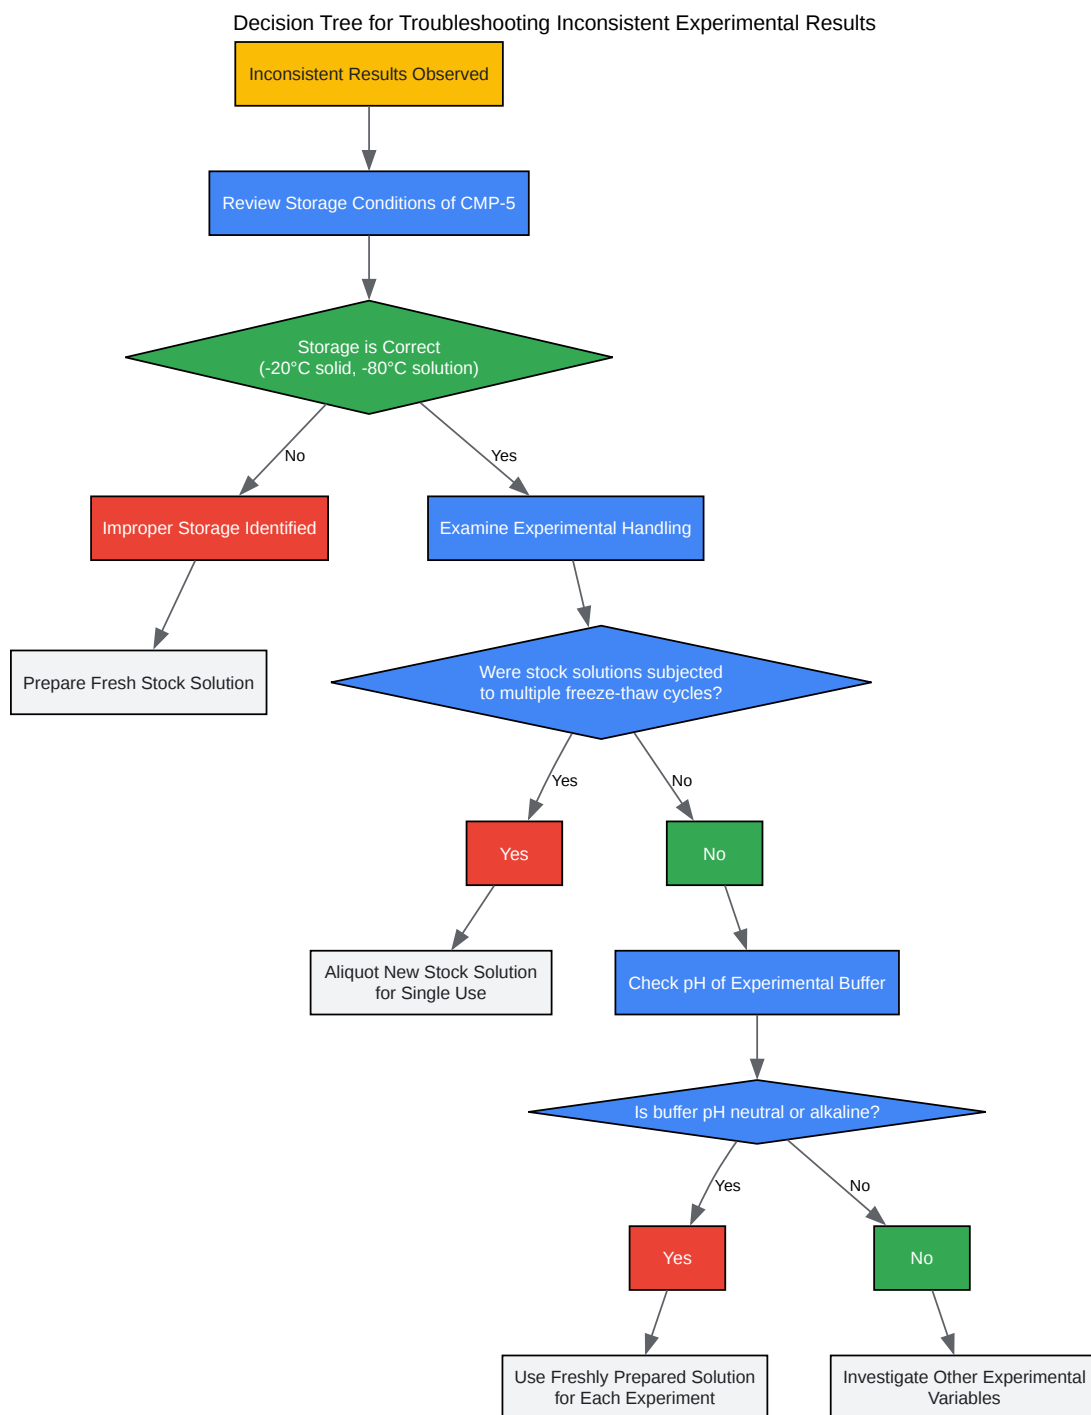 Decision Tree for Troubleshooting Inconsistent Experimental Results
Inconsistent Results Observed
Review Storage Conditions of CMP-5
Storage is Correct
(-20°C solid, -80°C solution)
No
Yes
Improper Storage Identified
Examine Experimental Handling
Prepare Fresh Stock Solution
Were stock solutions subjected
to multiple freeze-thaw cycles?
Yes
No
Yes
No
Aliquot New Stock Solution
for Single Use
Check pH of Experimental Buffer
Is buffer pH neutral or alkaline?
Yes
No
Yes
No
Use Freshly Prepared Solution
for Each Experiment
Investigate Other Experimental
Variables